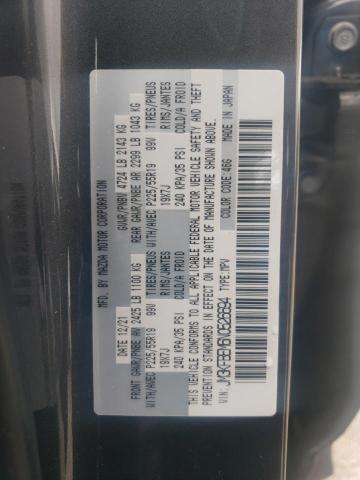 MFD. BY MAZDA MOTOR CORPORATION
DATE 12/21 GVWR/PNBV 4724 LB 2143 KG
FRONT GAWR/PNBE AV 2425 LB 1100 KG REAR GAWR/PNBE AR 2299 LB 1043 KG
WITH/AVEC P225/55R19 99V TIRES/PNEUS WITH/AVEC P225/55R19 99V TIRES/PNEUS
19X7J RIMS/JANTES 19X7J RIMS/JANTES
240 KPA/35 PSI COLD/A FROID 240 KPA/35 PSI COLD/A FROID
THIS VEHICLE CONFORMS TO ALL APPLICABLE FEDERAL MOTOR VEHICLE SAFETY AND THEFT
PREVENTION STANDARDS IN EFFECT ON THE DATE OF MANUFACTURE SHOWN ABOVE.
VIN: JM3KFBEM6N0626694 TYPE:MPV COLOR CODE:46G MADE IN JAPAN